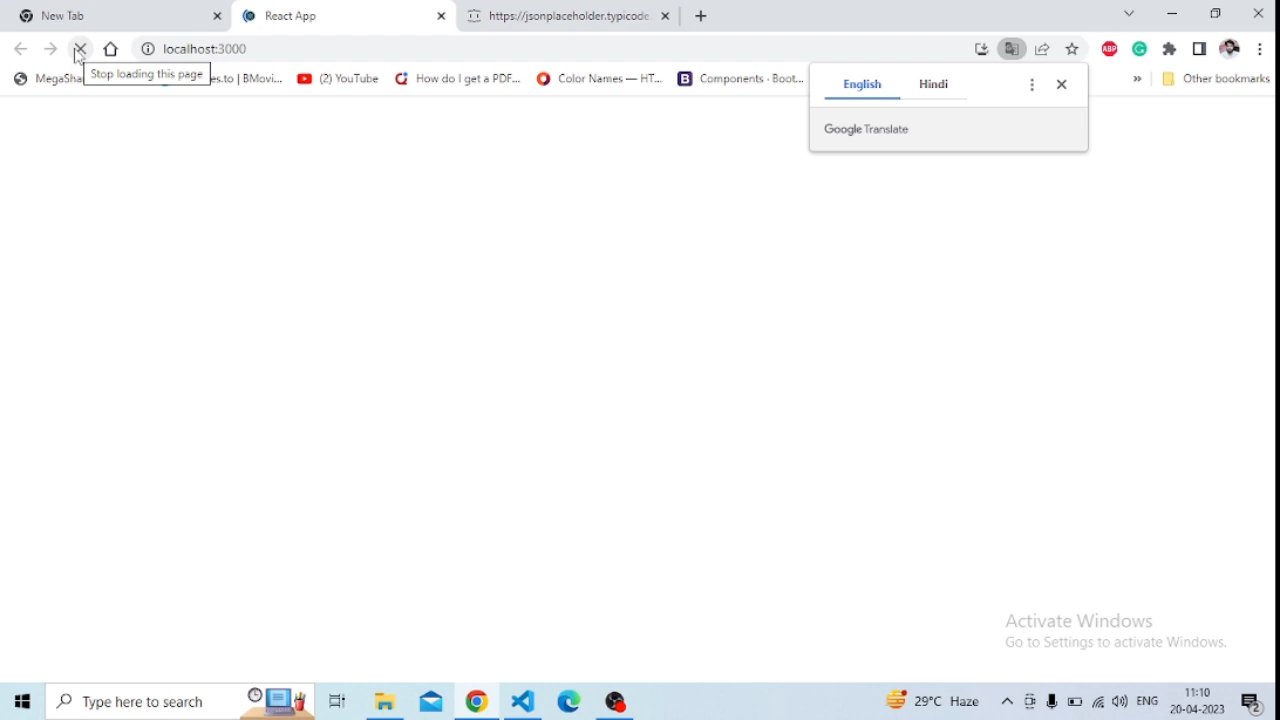 New Tab
React App
https://jsonplaceholder.typicode
localhost:3000
Stop loading this page
MegaSha
es.to | BMovi...
(2) YouTube
How do I get a PDF...
Color Names — HT...
Components · Boot...
»
Other bookmarks
English
Hindi
Google Translate
Activate Windows
Go to Settings to activate Windows.
Type here to search
29°C Haze
ENG
11:10
20-04-2023
2
ABP